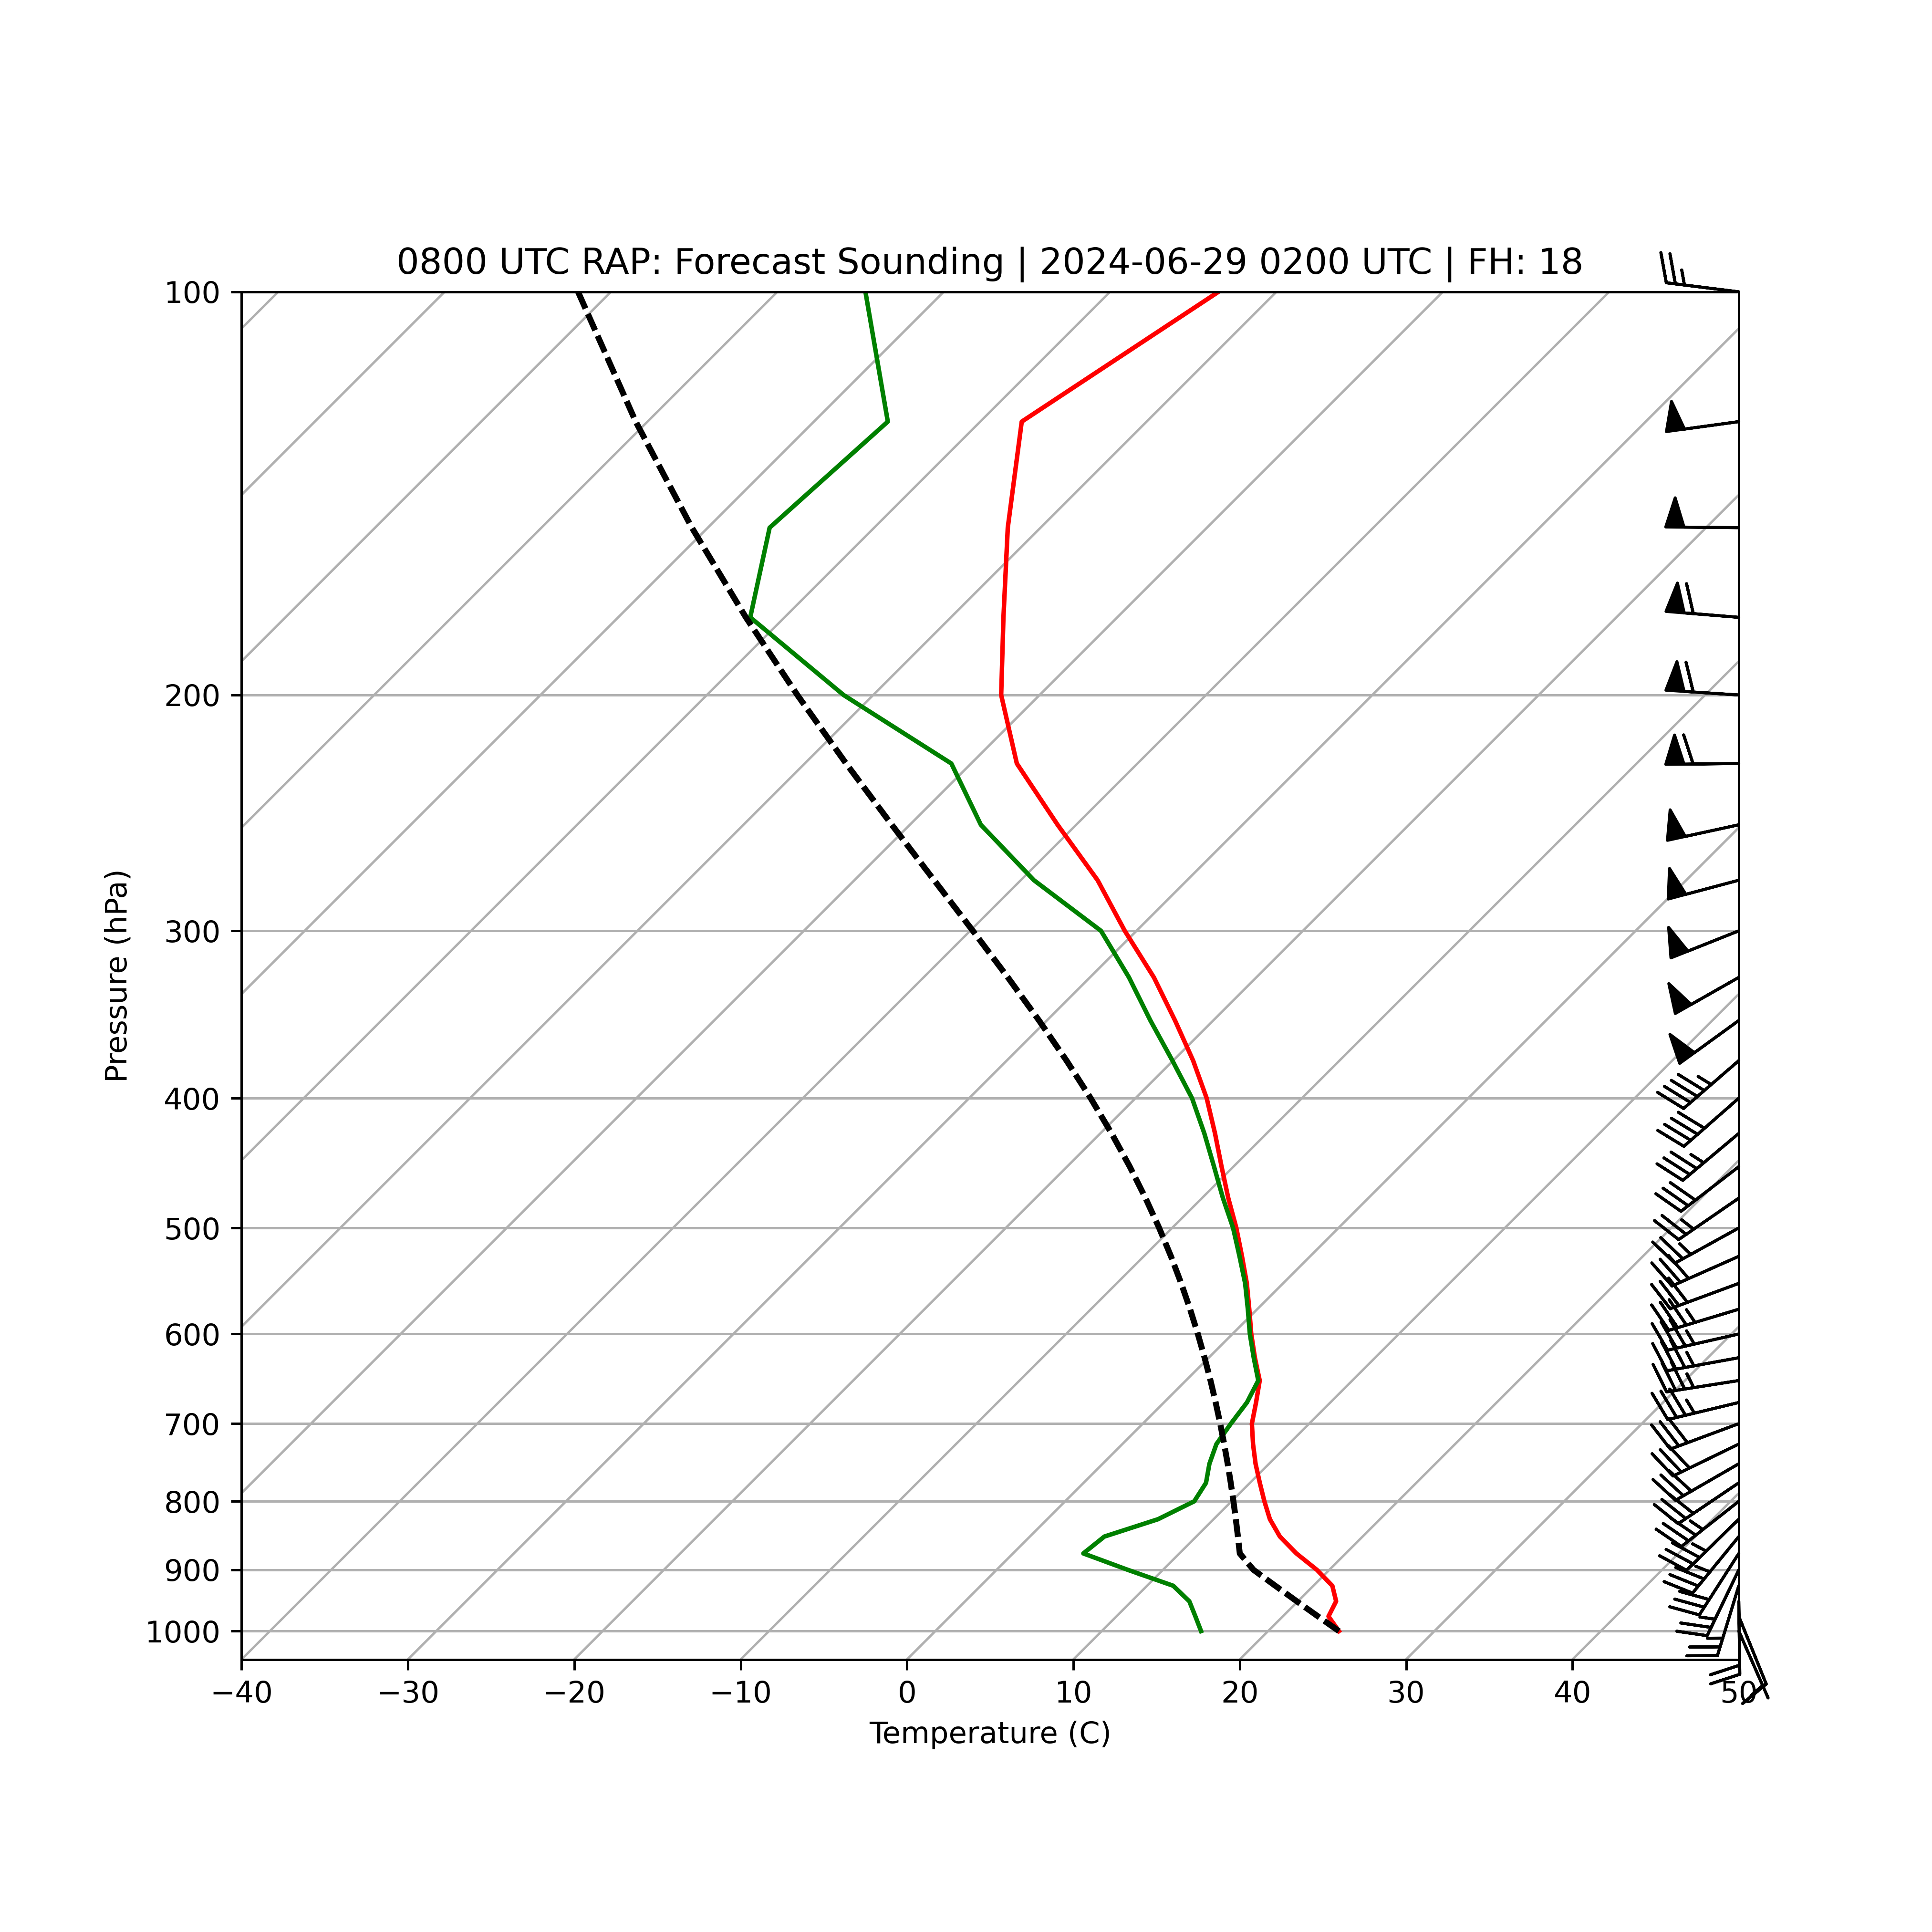 0800 UTC RAP: Forecast Sounding | 2024-06-29 0200 UTC | FH: 18
100
200
300
400
500
600
700
800
900
1000
Pressure (hPa)
−40 −30 −20 −10 0 10 20 30 40 50
Temperature (C)